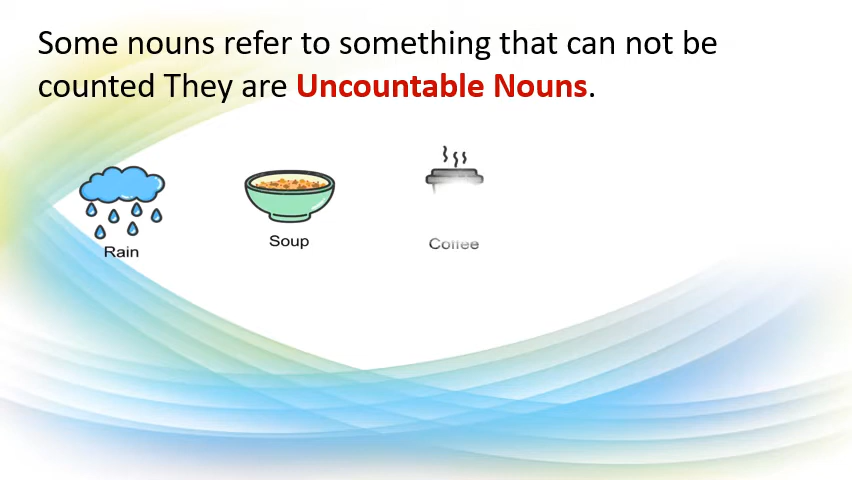 Some nouns refer to something that can not be
counted They are Uncountable Nouns.
Rain
Soup
Coffee